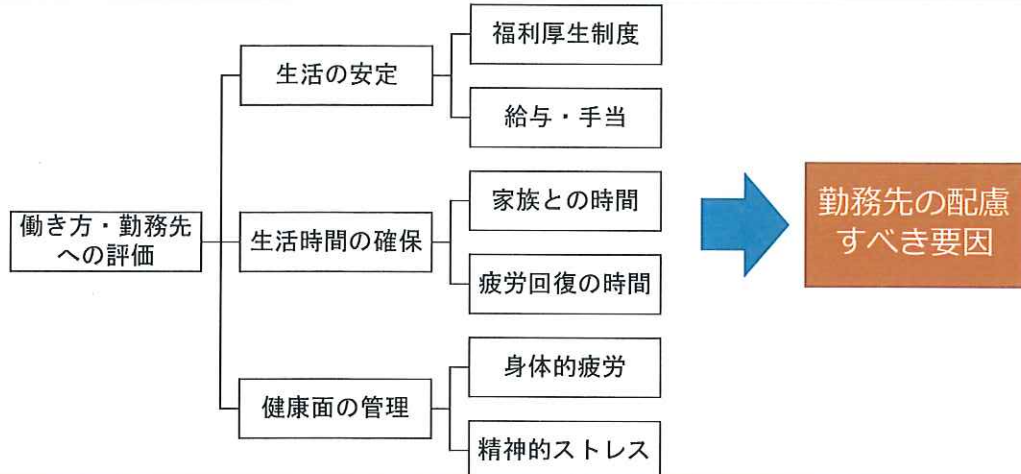 福利厚生制度
生活の安定
給与・手当
家族との時間
働き方・勤務先
への評価
生活時間の確保
疲労回復の時間
身体的疲労
健康面の管理
精神的ストレス
勤務先の配慮
すべき要因